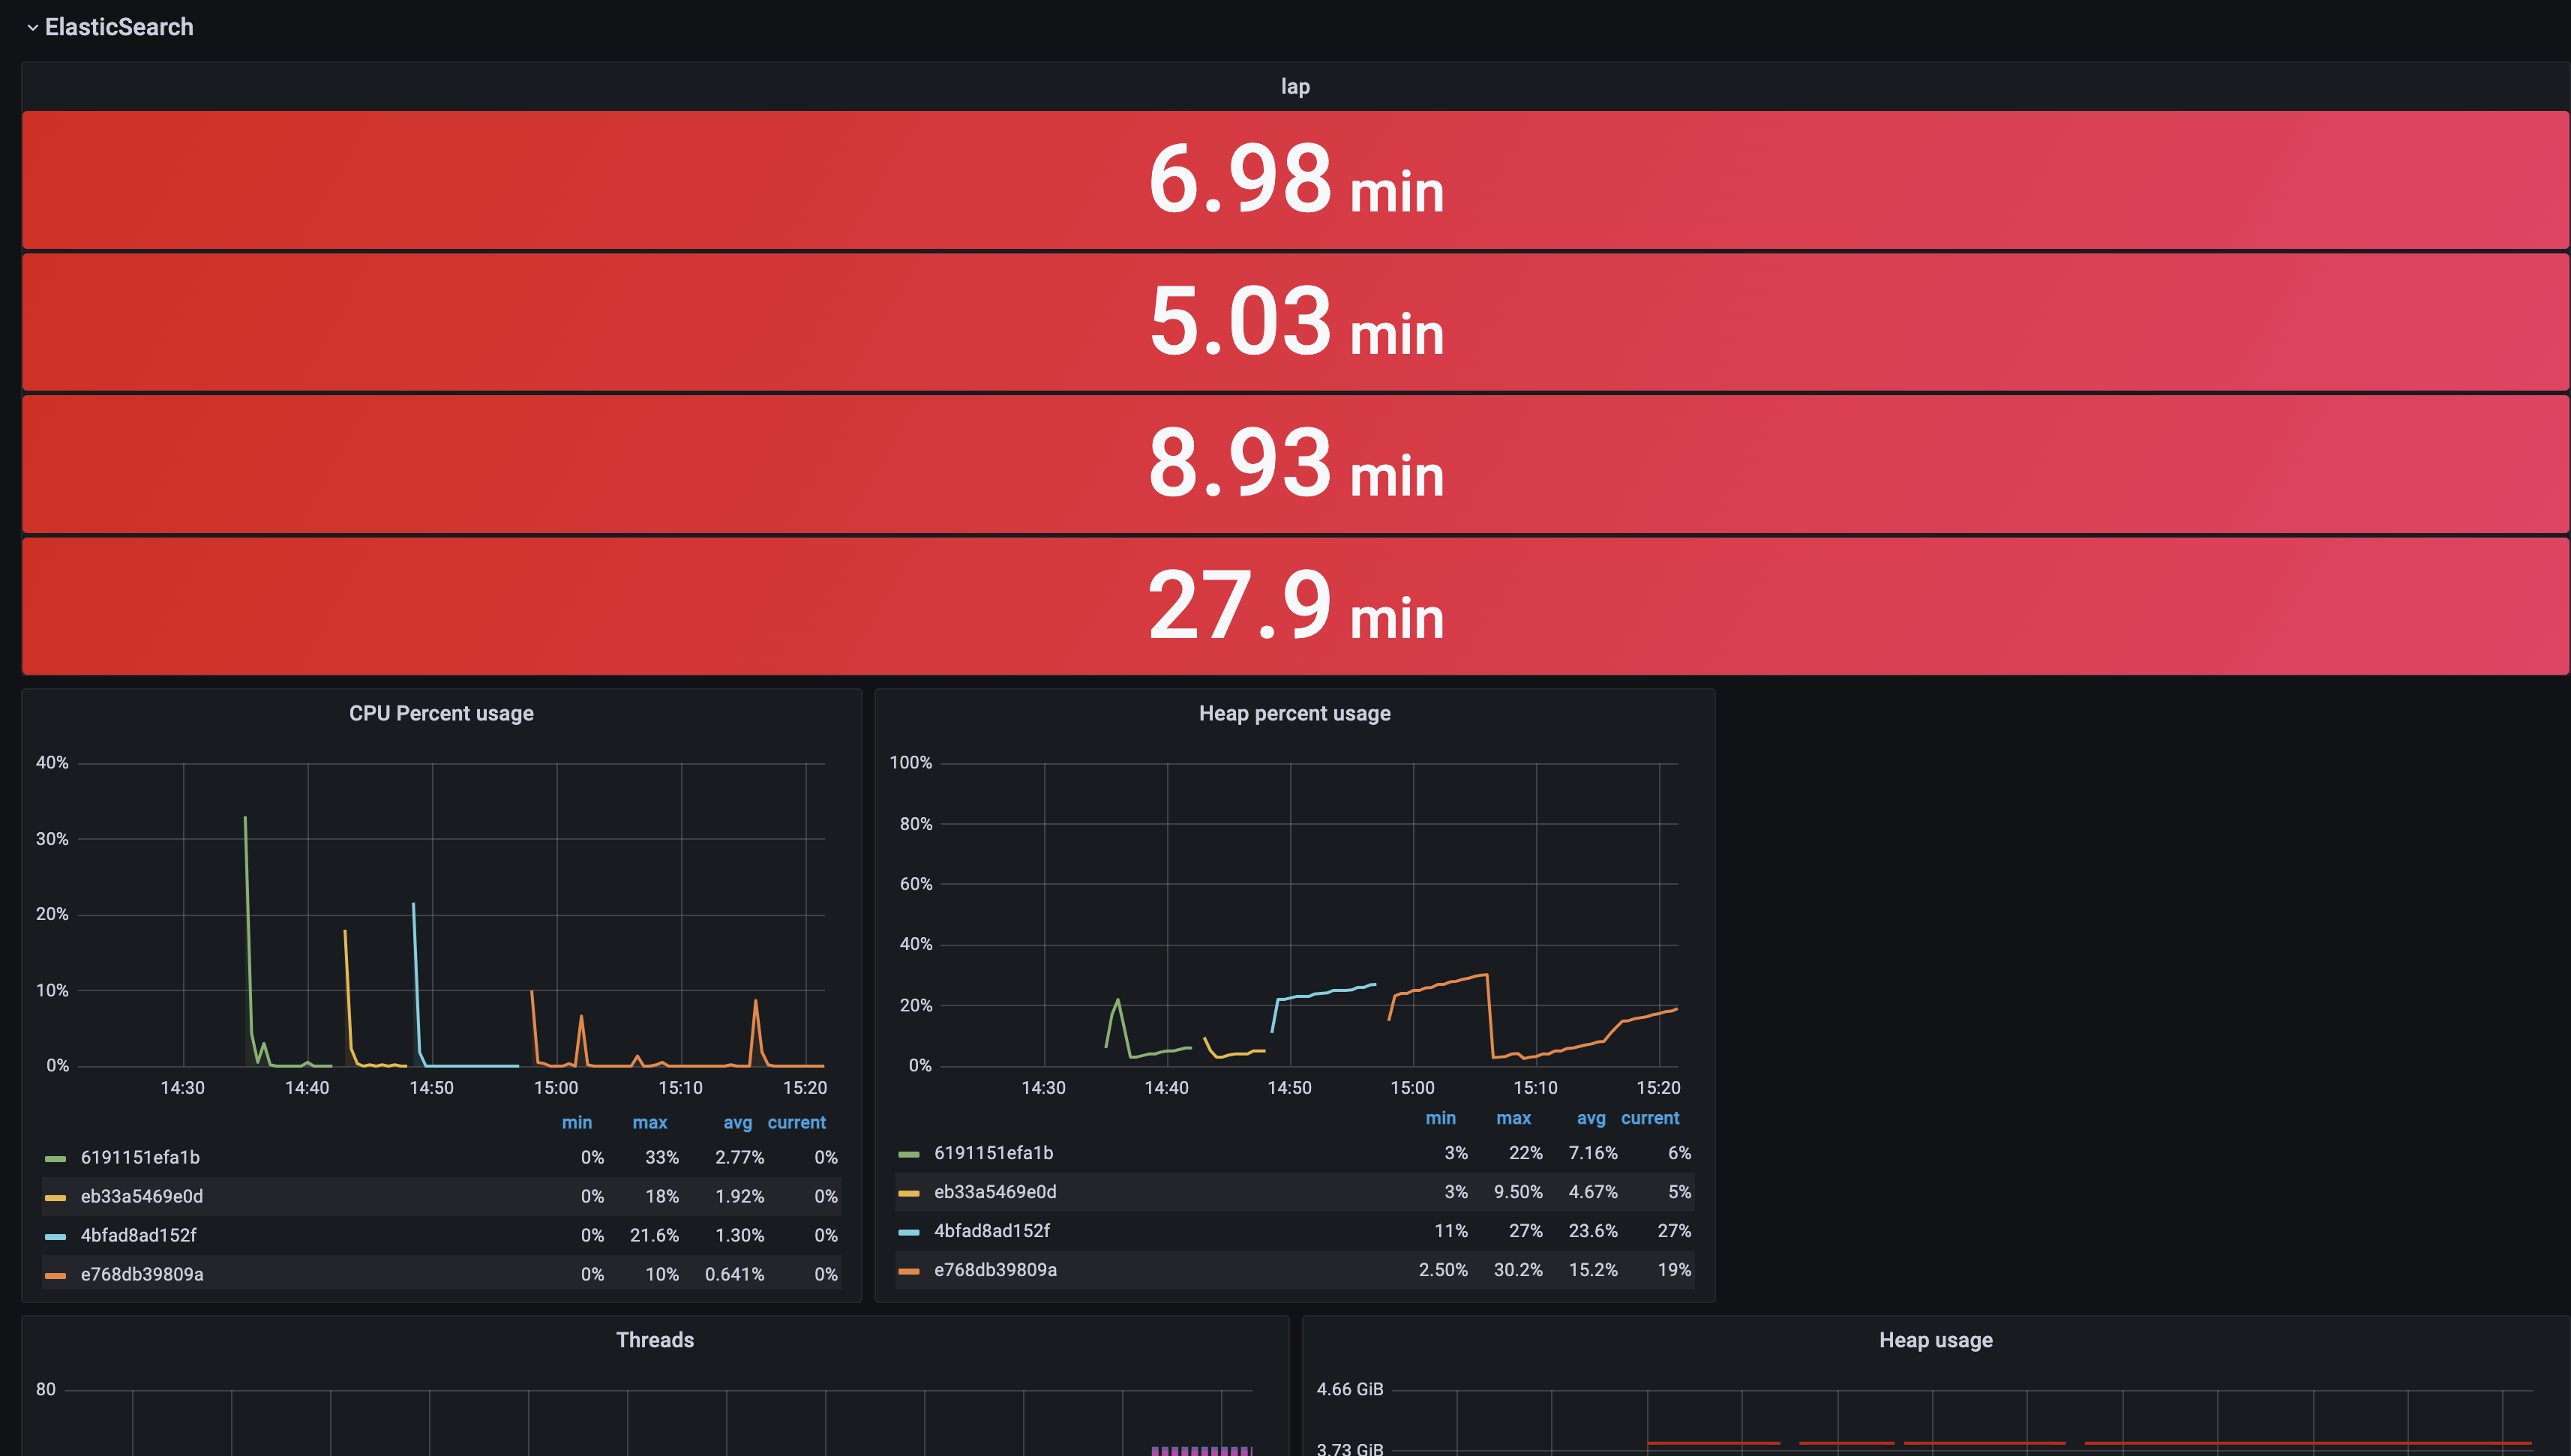 ElasticSearch
lap
6.98 min
5.03 min
8.93 min
27.9 min
CPU Percent usage
40%
30%
20%
10%
0%
14:30 14:40 14:50 15:00 15:10 15:20
min max avg current
6191151efa1b 0% 33% 2.77% 0%
eb33a5469e0d 0% 18% 1.92% 0%
4bfad8ad152f 0% 21.6% 1.30% 0%
e768db39809a 0% 10% 0.641% 0%
Heap percent usage
100%
80%
60%
40%
20%
0%
14:30 14:40 14:50 15:00 15:10 15:20
min max avg current
6191151efa1b 3% 22% 7.16% 6%
eb33a5469e0d 3% 9.50% 4.67% 5%
4bfad8ad152f 11% 27% 23.6% 27%
e768db39809a 2.50% 30.2% 15.2% 19%
Threads
80
Heap usage
4.66 GiB
3.73 GiB